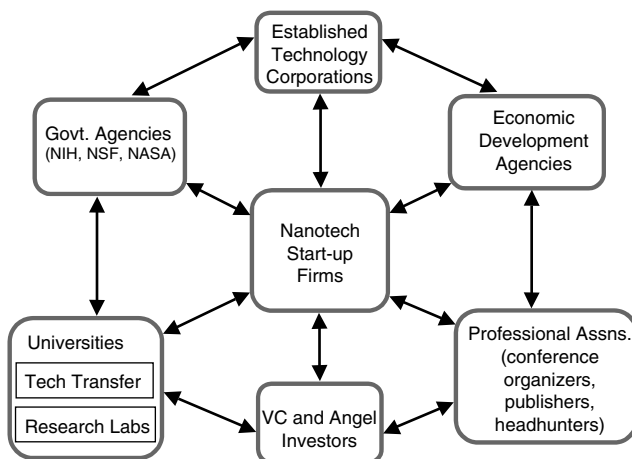 Established
Technology
Corporations
Govt. Agencies
(NIH, NSF, NASA)
Economic
Development
Agencies
Nanotech
Start-up
Firms
Universities
Tech Transfer
Research Labs
VC and Angel
Investors
Professional Assns.
(conference
organizers,
publishers,
headhunters)